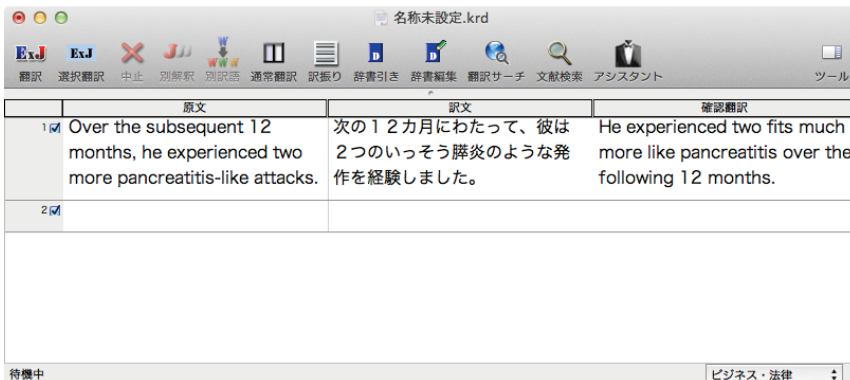 名称未設定.krd
ExJ ExJ J W D D
翻訳 選択翻訳 中止 別解釈 別訳語 通常翻訳 訳振り 辞書引き 辞書編集 翻訳サーチ 文献検索 アシスタント ツール
原文 訳文 確認翻訳
1 Over the subsequent 12 次の１２カ月にわたって、彼は He experienced two fits much
months, he experienced two ２つのいっそう膵炎のような発 more like pancreatitis over the
more pancreatitis-like attacks. 作を経験しました。 following 12 months.
2
待機中 ビジネス・法律